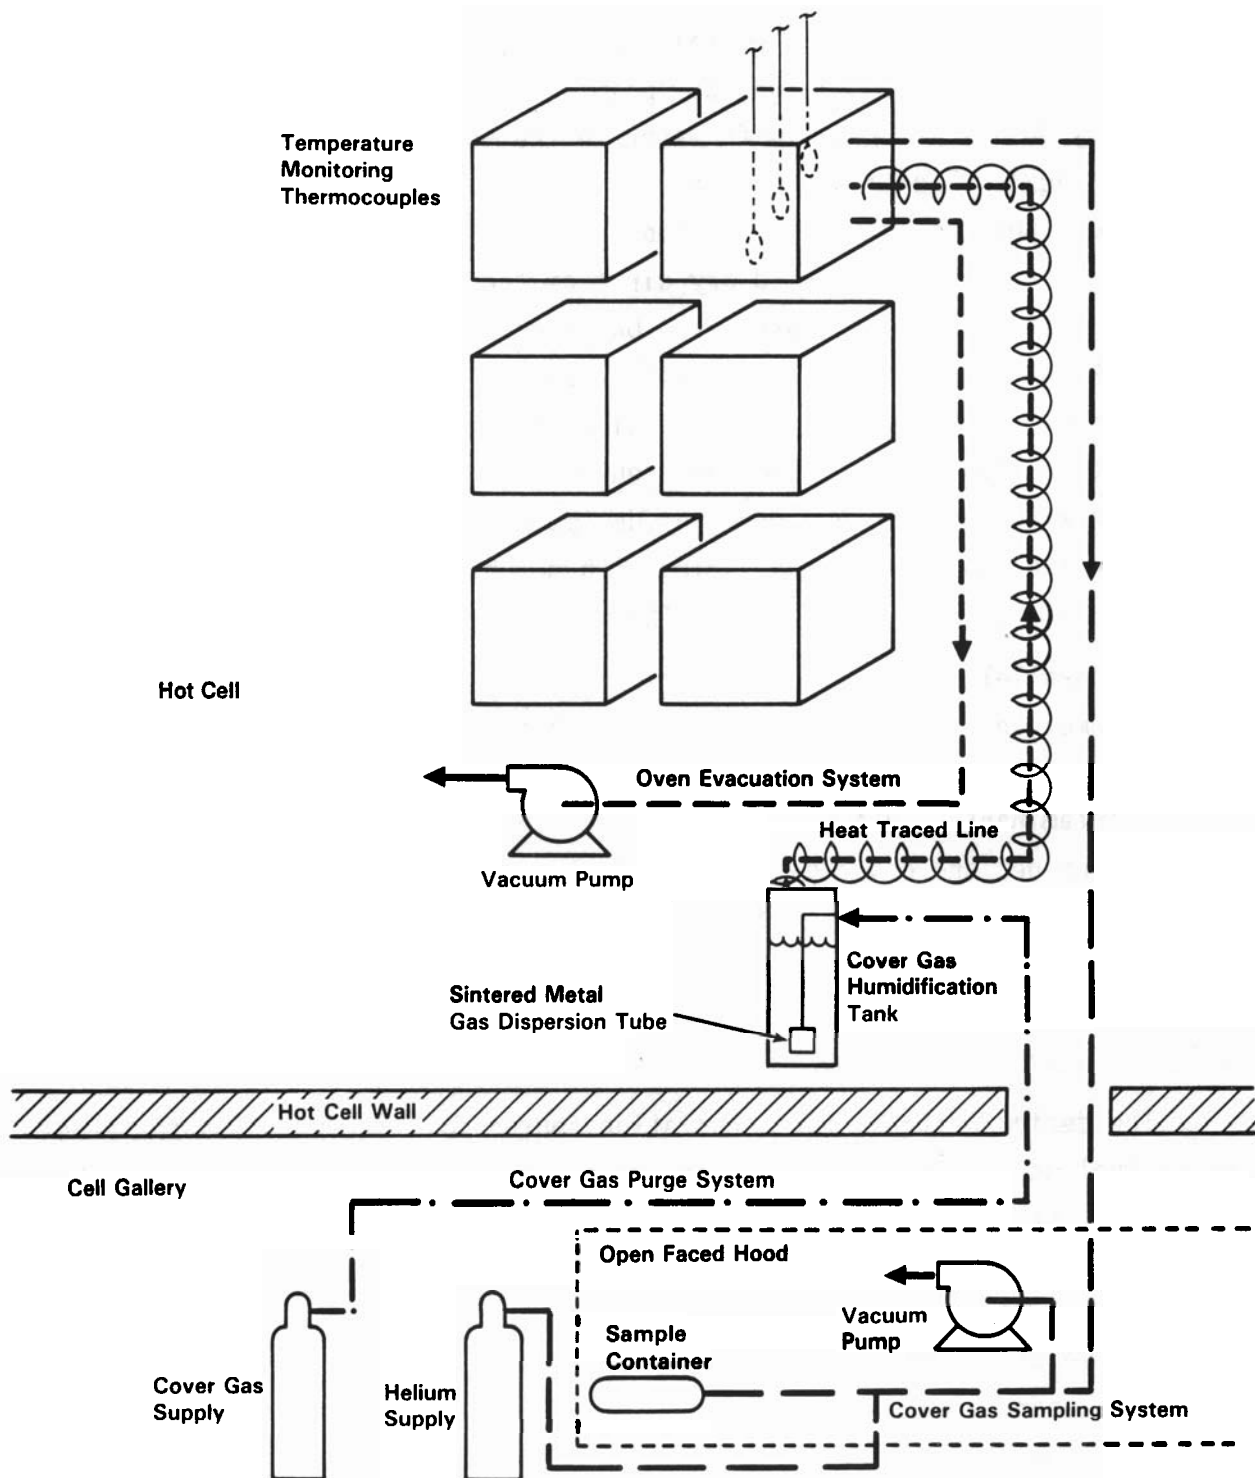 Temperature
Monitoring
Thermocouples
Hot Cell
Oven Evacuation System
Heat Traced Line
Vacuum Pump
Cover Gas
Humidification
Tank
Sintered Metal
Gas Dispersion Tube
Hot Cell Wall
Cell Gallery
Cover Gas Purge System
Open Faced Hood
Vacuum
Pump
Sample
Container
Cover Gas
Supply
Helium
Supply
Cover Gas Sampling System